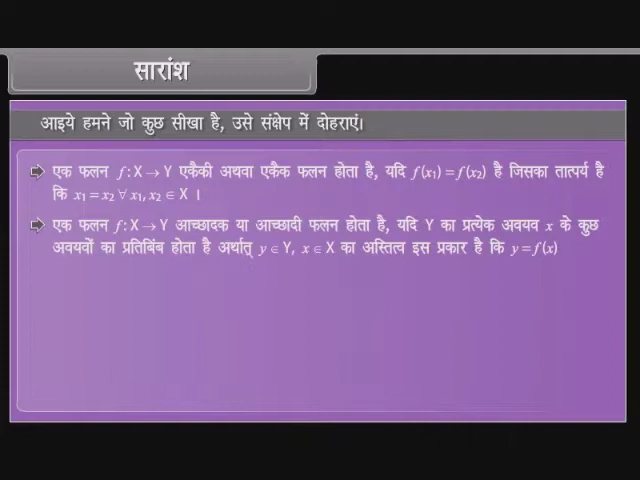 सारांश
आइये हमने जो कुछ सीखा है, उसे संक्षेप में दोहराएं।
एक फलन f : X → Y एकैकी अथवा एकैक फलन होता है, यदि f (x₁) = f (x₂) है जिसका तात्पर्य है
कि x₁ = x₂ ∀ x₁, x₂ ∈ X ।
एक फलन f : X → Y आच्छादक या आच्छादी फलन होता है, यदि Y का प्रत्येक अवयव x के कुछ
अवयवों का प्रतिबिंब होता है अर्थात् y ∈ Y, x ∈ X का अस्तित्व इस प्रकार है कि y = f (x)